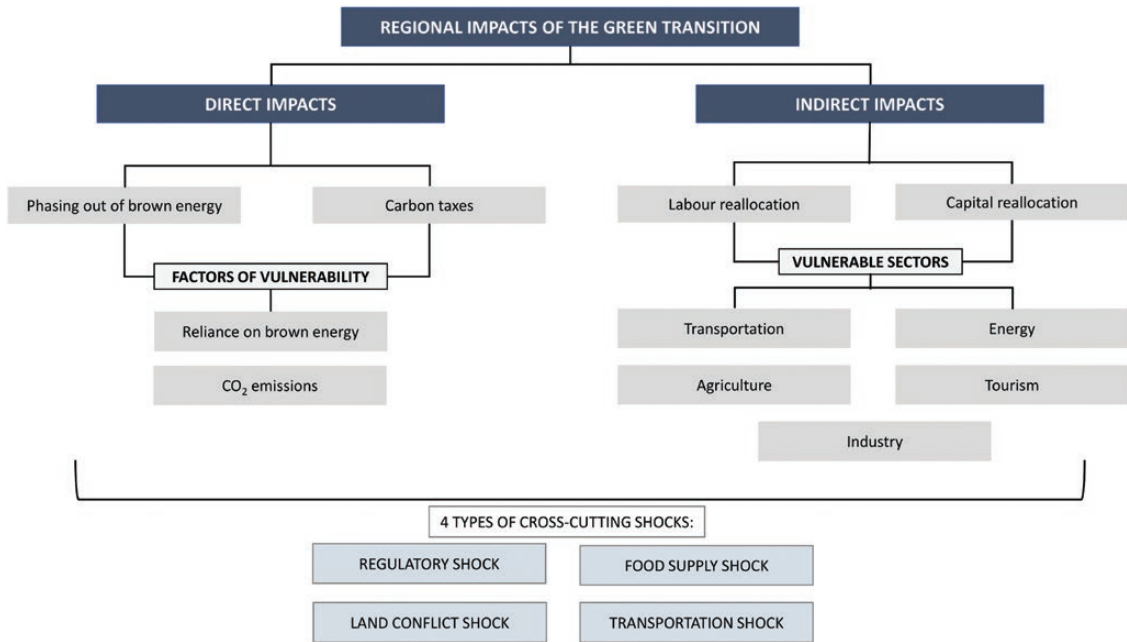 REGIONAL IMPACTS OF THE GREEN TRANSITION
DIRECT IMPACTS
INDIRECT IMPACTS
Phasing out of brown energy
Carbon taxes
Labour reallocation
Capital reallocation
FACTORS OF VULNERABILITY
VULNERABLE SECTORS
Reliance on brown energy
Transportation
Energy
CO₂ emissions
Agriculture
Tourism
Industry
4 TYPES OF CROSS-CUTTING SHOCKS:
REGULATORY SHOCK
FOOD SUPPLY SHOCK
LAND CONFLICT SHOCK
TRANSPORTATION SHOCK